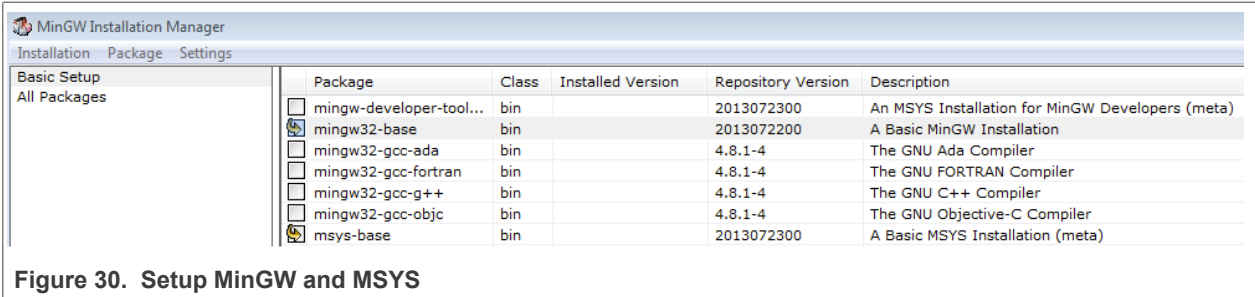 MinGW Installation Manager
Installation Package Settings
Basic Setup
All Packages
Package Class Installed Version Repository Version Description
mingw-developer-tool... bin 2013072300 An MSYS Installation for MinGW Developers (meta)
mingw32-base bin 2013072200 A Basic MinGW Installation
mingw32-gcc-ada bin 4.8.1-4 The GNU Ada Compiler
mingw32-gcc-fortran bin 4.8.1-4 The GNU FORTRAN Compiler
mingw32-gcc-g++ bin 4.8.1-4 The GNU C++ Compiler
mingw32-gcc-objc bin 4.8.1-4 The GNU Objective-C Compiler
msys-base bin 2013072300 A Basic MSYS Installation (meta)
Figure 30. Setup MinGW and MSYS